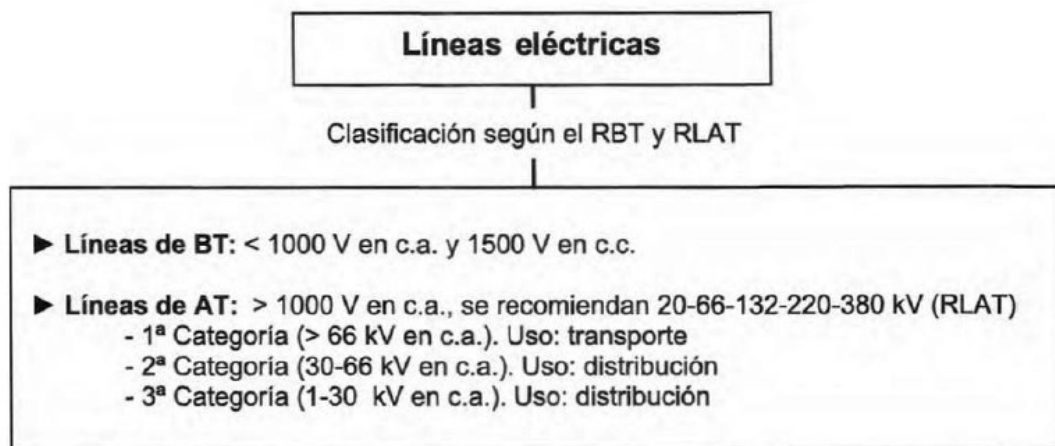 Líneas eléctricas
Clasificación según el RBT y RLAT
► Líneas de BT: < 1000 V en c.a. y 1500 V en c.c.
► Líneas de AT: > 1000 V en c.a., se recomiendan 20-66-132-220-380 kV (RLAT)
- 1ª Categoría (> 66 kV en c.a.). Uso: transporte
- 2ª Categoría (30-66 kV en c.a.). Uso: distribución
- 3ª Categoría (1-30 kV en c.a.). Uso: distribución